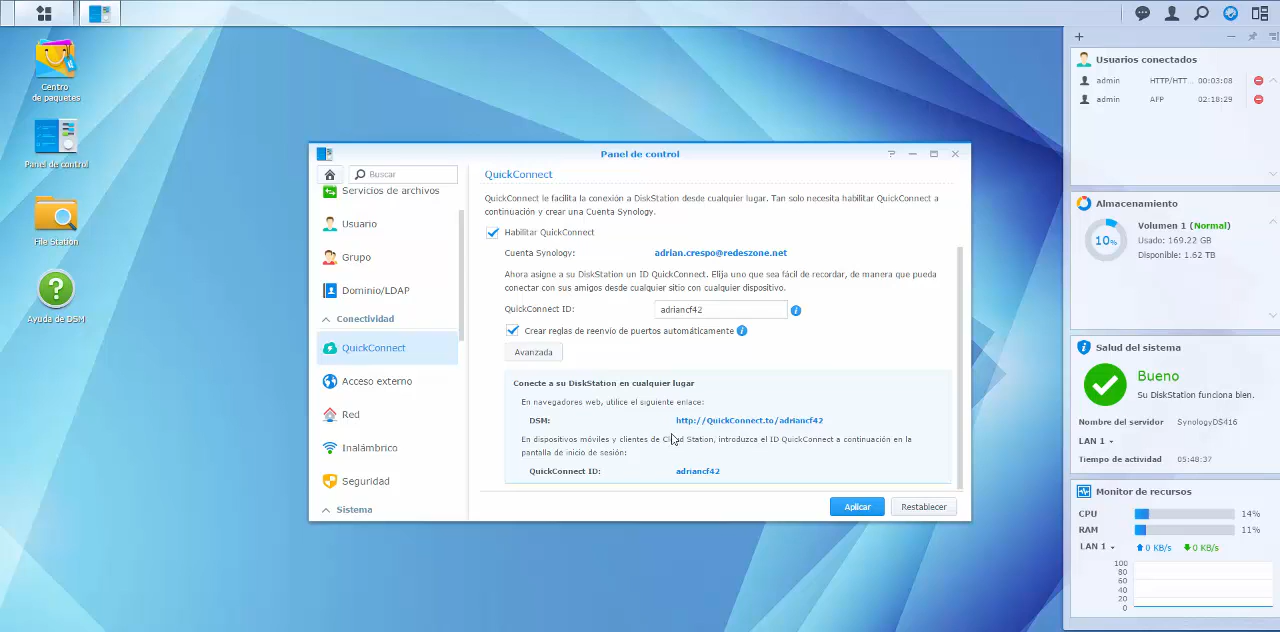 Centro
de paquetes
Panel de control
File Station
Ayuda de DSM
Panel de control
Buscar
Servicios de archivos
Usuario
Grupo
Dominio/LDAP
Conectividad
QuickConnect
Acceso externo
Red
Inalámbrico
Seguridad
Sistema
QuickConnect
QuickConnect le facilita la conexión a DiskStation desde cualquier lugar. Tan solo necesita habilitar QuickConnect a
continuación y crear una Cuenta Synology.
Habilitar QuickConnect
Cuenta Synology: adrian.crespo@redeszone.net
Ahora asigne a su DiskStation un ID QuickConnect. Elija uno que sea fácil de recordar, de manera que pueda
conectar con sus amigos desde cualquier sitio con cualquier dispositivo.
QuickConnect ID: adriancf42
Crear reglas de reenvío de puertos automáticamente
Avanzada
Conecte a su DiskStation en cualquier lugar
En navegadores web, utilice el siguiente enlace:
DSM: http://QuickConnect.to/adriancf42
En dispositivos móviles y clientes de Cloud Station, introduzca el ID QuickConnect a continuación en la
pantalla de inicio de sesión:
QuickConnect ID: adriancf42
Aplicar Restablecer
Usuarios conectados
admin HTTP/HTT... 00:03:08
admin AFP 02:18:29
Almacenamiento
10%
Volumen 1 (Normal)
Usado: 169.22 GB
Disponible: 1.62 TB
Salud del sistema
Bueno
Su DiskStation funciona bien.
Nombre del servidor SynologyDS416
LAN 1
Tiempo de actividad 05:48:37
Monitor de recursos
CPU 14%
RAM 11%
LAN 1 0 KB/s 0 KB/s
100
80
60
40
20
0